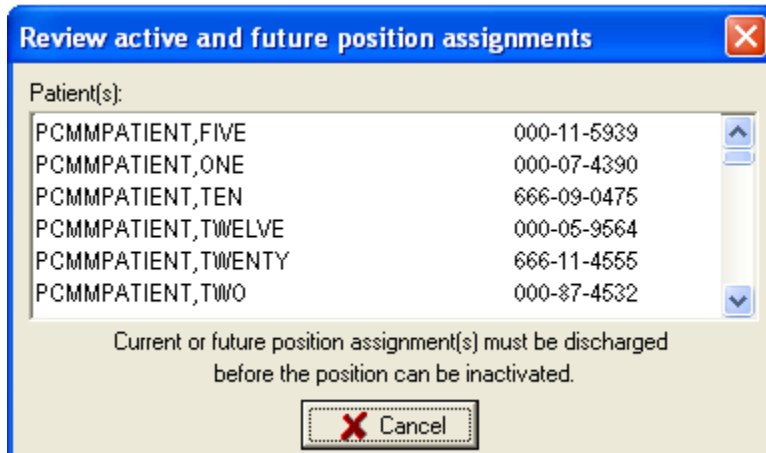 Review active and future position assignments
Patient(s):
PCMMPATIENT,FIVE 000-11-5939
PCMMPATIENT,ONE 000-07-4390
PCMMPATIENT,TEN 666-09-0475
PCMMPATIENT,TWELVE 000-05-9564
PCMMPATIENT,TWENTY 666-11-4555
PCMMPATIENT,TWO 000-87-4532
Current or future position assignment(s) must be discharged
before the position can be inactivated.
Cancel